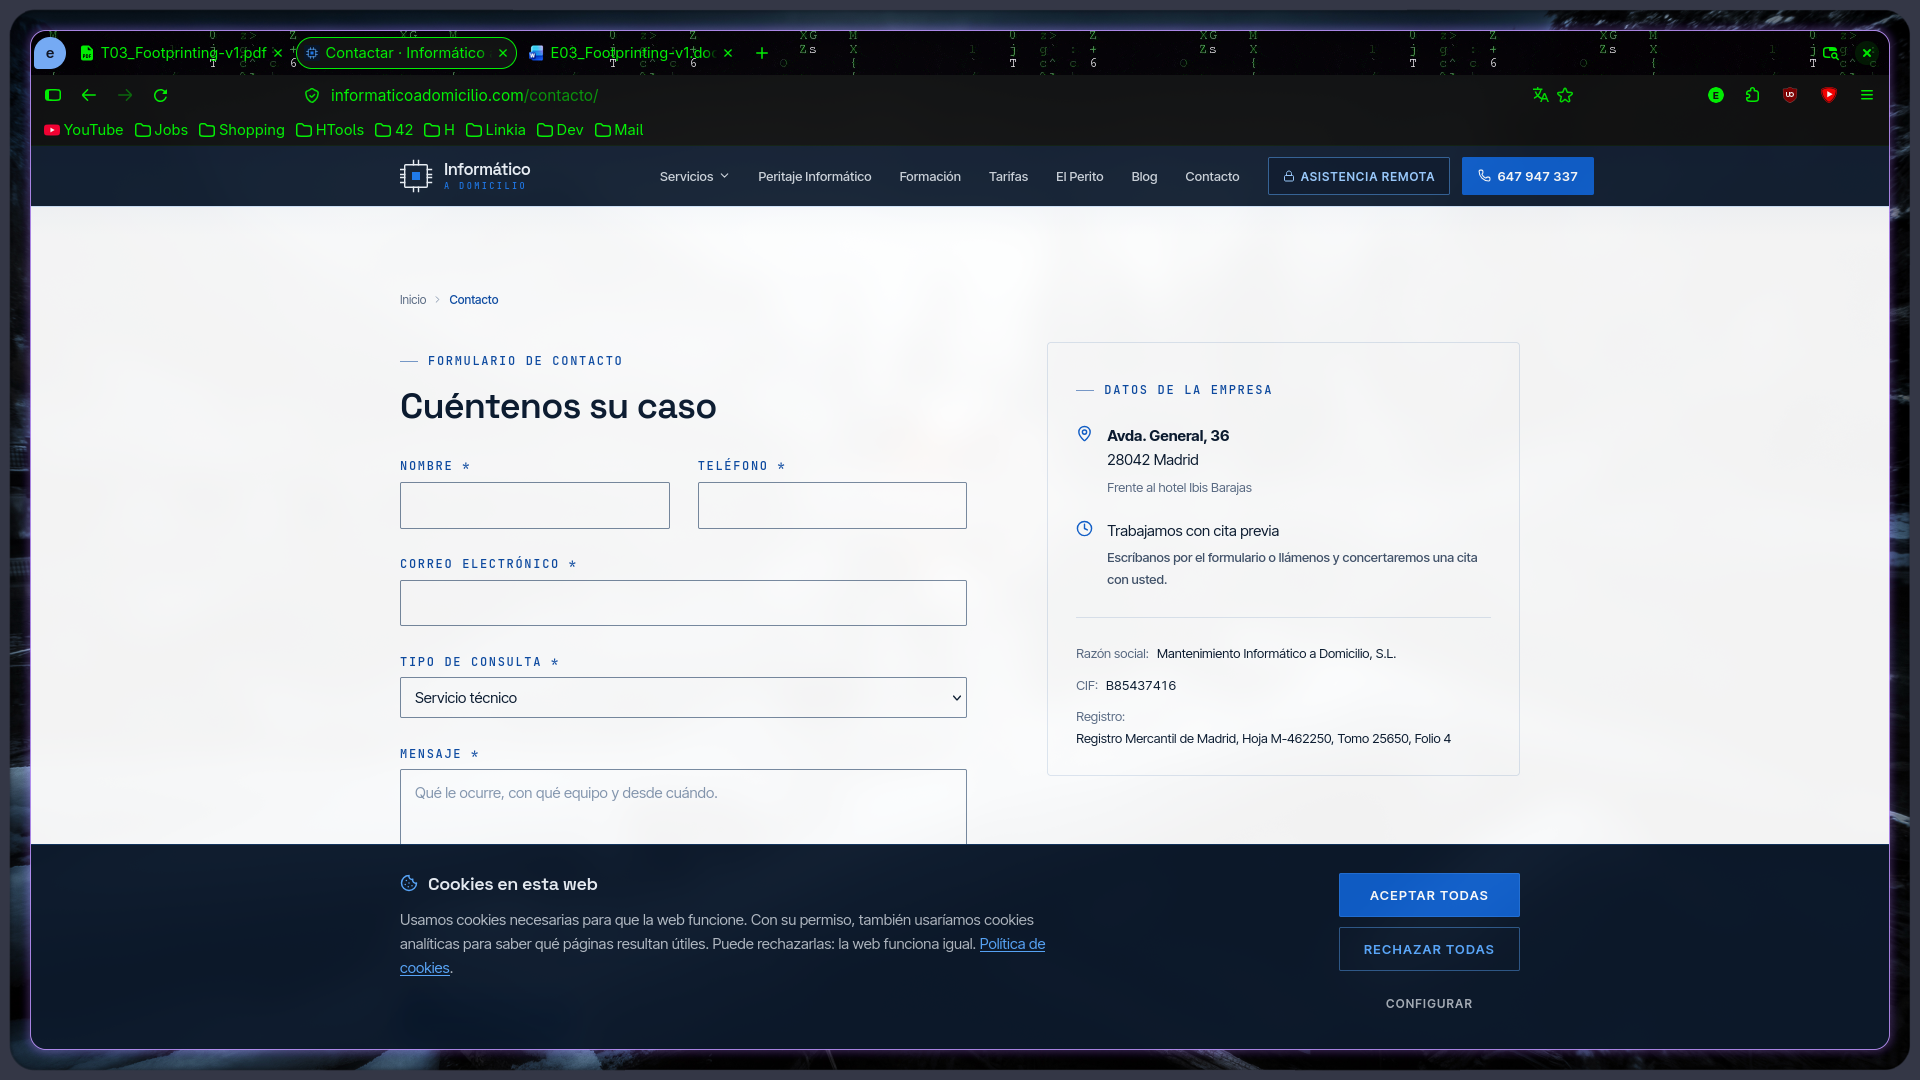 e
T03_Footprinting-v1.pdf
Contactar · Informático
E03_Footprinting-v1.do
informaticoadomicilio.com/contacto/
YouTube
Jobs
Shopping
HTools
42
H
Linkia
Dev
Mail
Informático
A DOMICILIO
Servicios
Peritaje Informático
Formación
Tarifas
El Perito
Blog
Contacto
ASISTENCIA REMOTA
647 947 337
Inicio > Contacto
FORMULARIO DE CONTACTO
Cuéntenos su caso
NOMBRE *
TELÉFONO *
CORREO ELECTRÓNICO *
TIPO DE CONSULTA *
Servicio técnico
MENSAJE *
Qué le ocurre, con qué equipo y desde cuándo.
DATOS DE LA EMPRESA
Avda. General, 36
28042 Madrid
Frente al hotel Ibis Barajas
Trabajamos con cita previa
Escríbanos por el formulario o llámenos y concertaremos una cita
con usted.
Razón social: Mantenimiento Informático a Domicilio, S.L.
CIF: B85437416
Registro:
Registro Mercantil de Madrid, Hoja M-462250, Tomo 25650, Folio 4
Cookies en esta web
Usamos cookies necesarias para que la web funcione. Con su permiso, también usaríamos cookies
analíticas para saber qué páginas resultan útiles. Puede rechazarlas: la web funciona igual. Política de
cookies.
ACEPTAR TODAS
RECHAZAR TODAS
CONFIGURAR